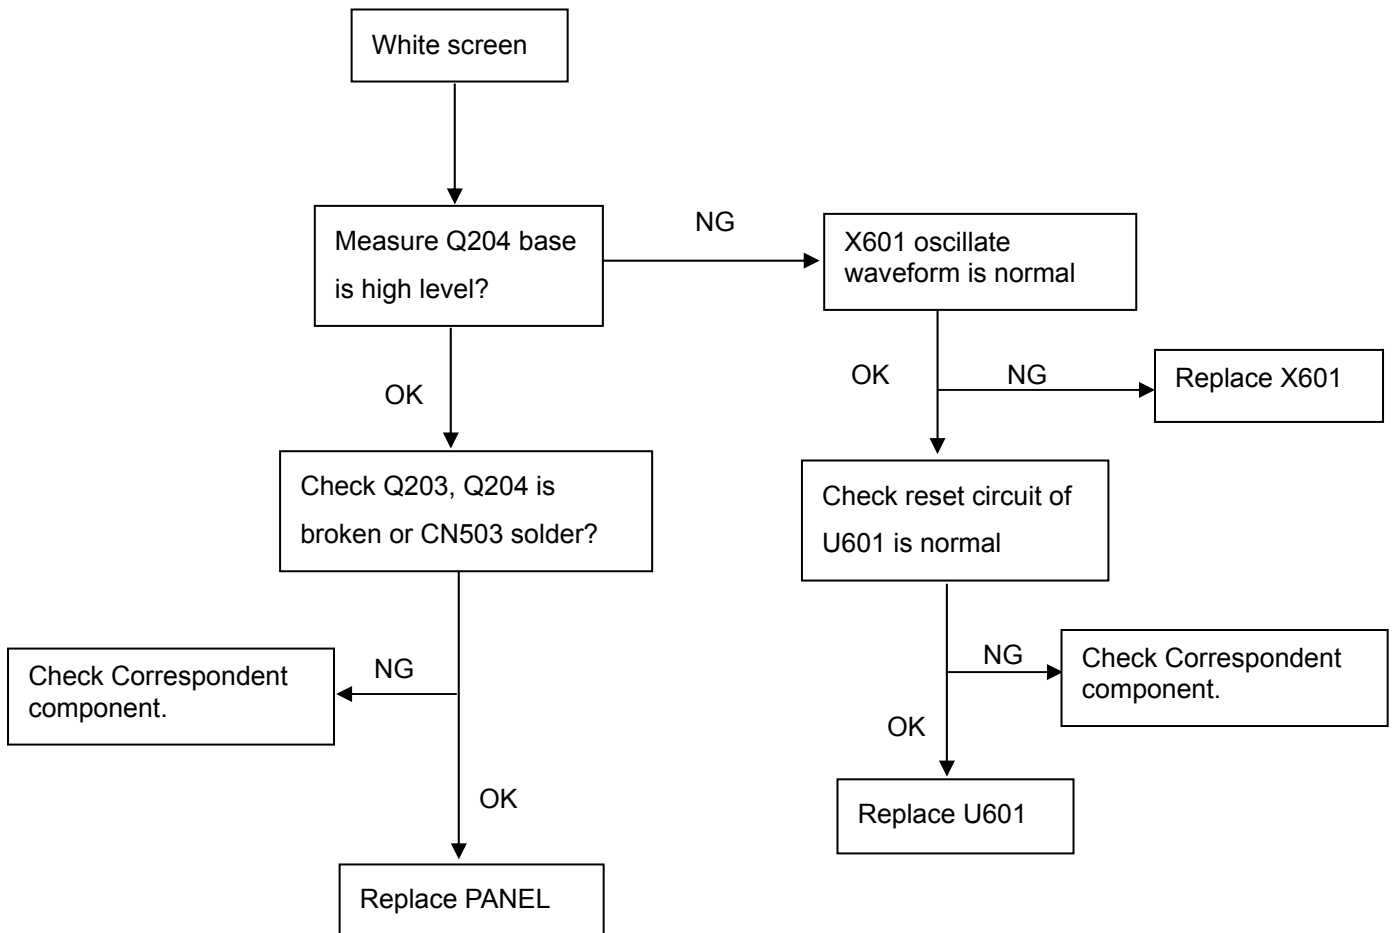 White screen
Measure Q204 base
is high level?
NG
X601 oscillate
waveform is normal
OK
OK
NG
Replace X601
Check Q203, Q204 is
broken or CN503 solder?
Check reset circuit of
U601 is normal
NG
Check Correspondent
component.
NG
Check Correspondent
component.
OK
OK
Replace U601
Replace PANEL